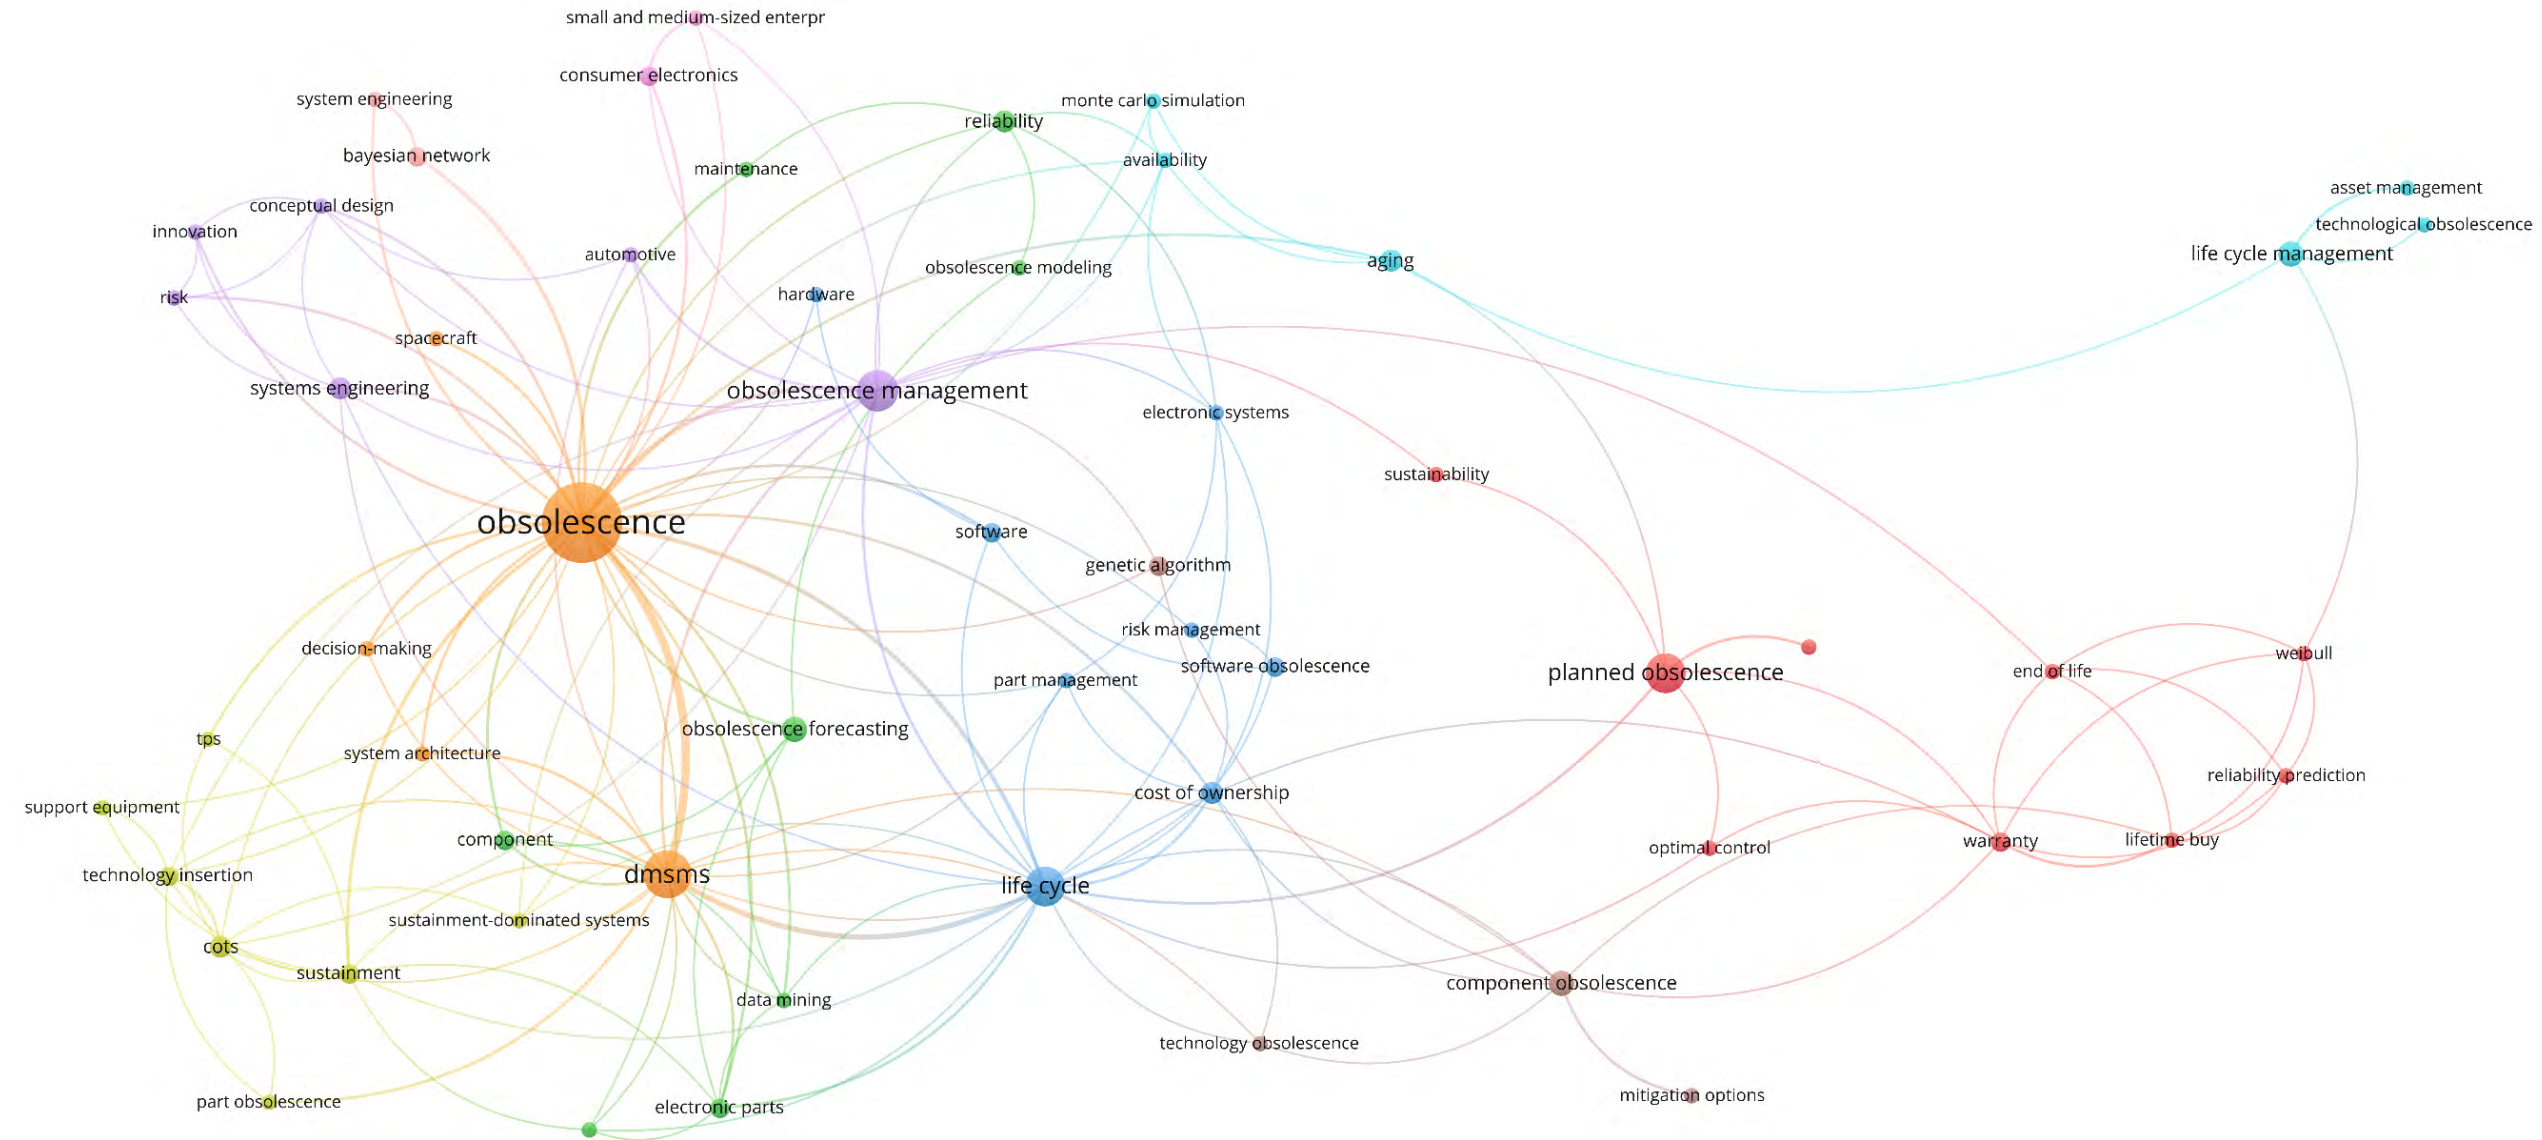 small and medium-sized enterpr
consumer electronics
system engineering
monte carlo simulation
reliability
bayesian network
availability
maintenance
asset management
conceptual design
technological obsolescence
innovation
automotive
life cycle management
aging
obsolescence modeling
hardware
risk
spacecraft
systems engineering
obsolescence management
electronic systems
sustainability
obsolescence
software
genetic algorithm
risk management
decision-making
weibull
software obsolescence
end of life
planned obsolescence
part management
obsolescence forecasting
tps
system architecture
reliability prediction
cost of ownership
support equipment
component
lifetime buy
warranty
optimal control
dmsms
technology insertion
life cycle
sustainment-dominated systems
cots
sustainment
component obsolescence
data mining
technology obsolescence
mitigation options
part obsolescence
electronic parts